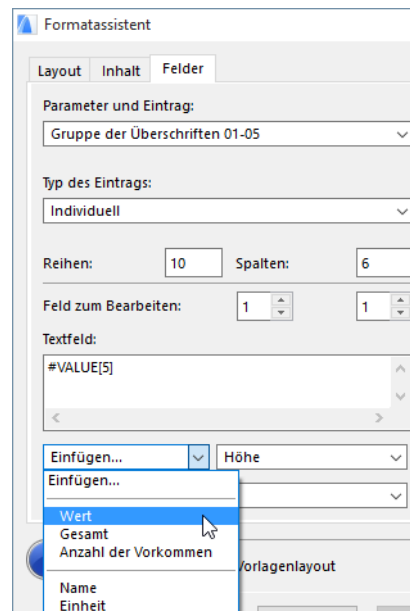 Formatassistent
Layout Inhalt Felder
Parameter und Eintrag:
Gruppe der Überschriften 01-05
Typ des Eintrags:
Individuell
Reihen: 10 Spalten: 6
Feld zum Bearbeiten: 1 1
Textfeld:
#VALUE[5]
Einfügen... Höhe
Einfügen...
Wert
Gesamt
Anzahl der Vorkommen
Vorlagenlayout
Name
Einheit